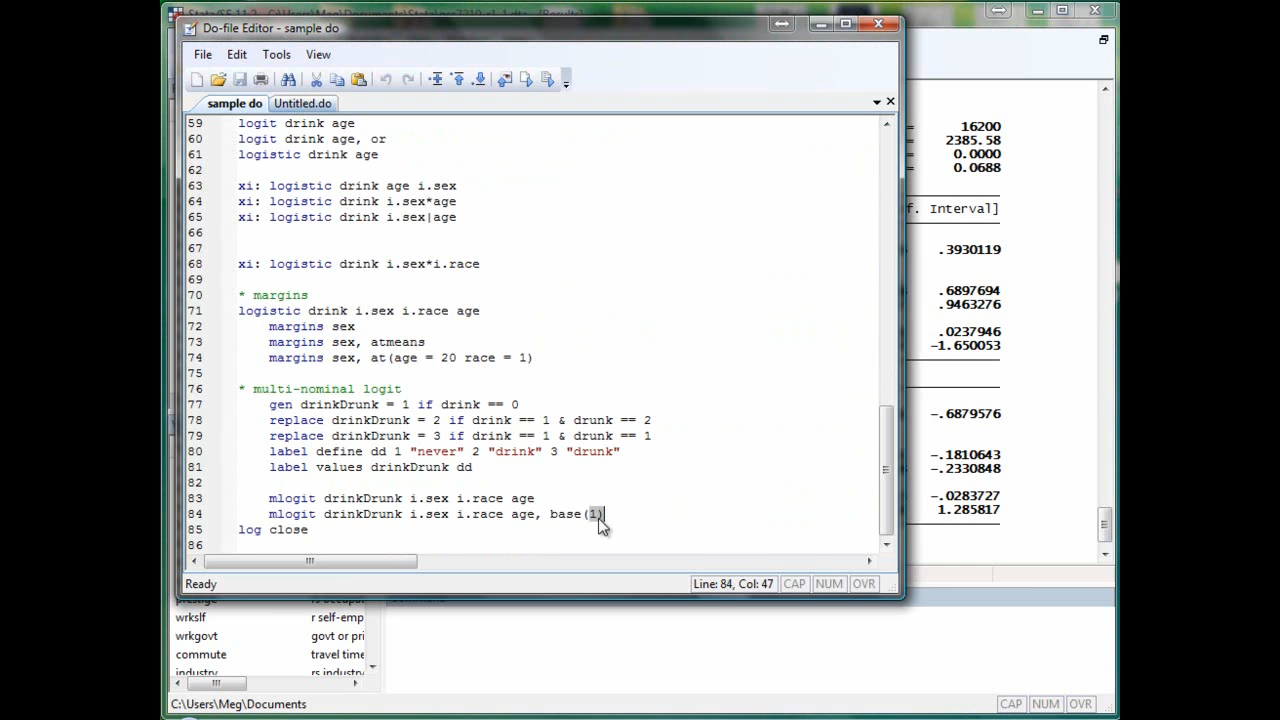 Do-file Editor - sample do
File Edit Tools View
sample do Untitled.do
59 logit drink age
60 logit drink age, or
61 logistic drink age
62
63 xi: logistic drink age i.sex
64 xi: logistic drink i.sex*age
65 xi: logistic drink i.sex|age
66
67
68 xi: logistic drink i.sex*i.race
69
70 * margins
71 logistic drink i.sex i.race age
72 margins sex
73 margins sex, atmeans
74 margins sex, at(age = 20 race = 1)
75
76 * multi-nominal logit
77 gen drinkDrunk = 1 if drink == 0
78 replace drinkDrunk = 2 if drink == 1 & drunk == 2
79 replace drinkDrunk = 3 if drink == 1 & drunk == 1
80 label define dd 1 "never" 2 "drink" 3 "drunk"
81 label values drinkDrunk dd
82
83 mlogit drinkDrunk i.sex i.race age
84 mlogit drinkDrunk i.sex i.race age, base(1)
85 log close
86
Ready Line: 84, Col: 47 CAP NUM OVR
= 16200
= 2385.58
= 0.0000
= 0.0688
f. Interval]
.3930119
.6897694
.9463276
.0237946
-1.650053
-.6879576
-.1810643
-.2330848
-.0283727
1.285817
wrkslf r self-emp
wrkgovt govt or pri
commute travel time
industry rs industry
C:\Users\Meg\Documents CAP NUM OVR